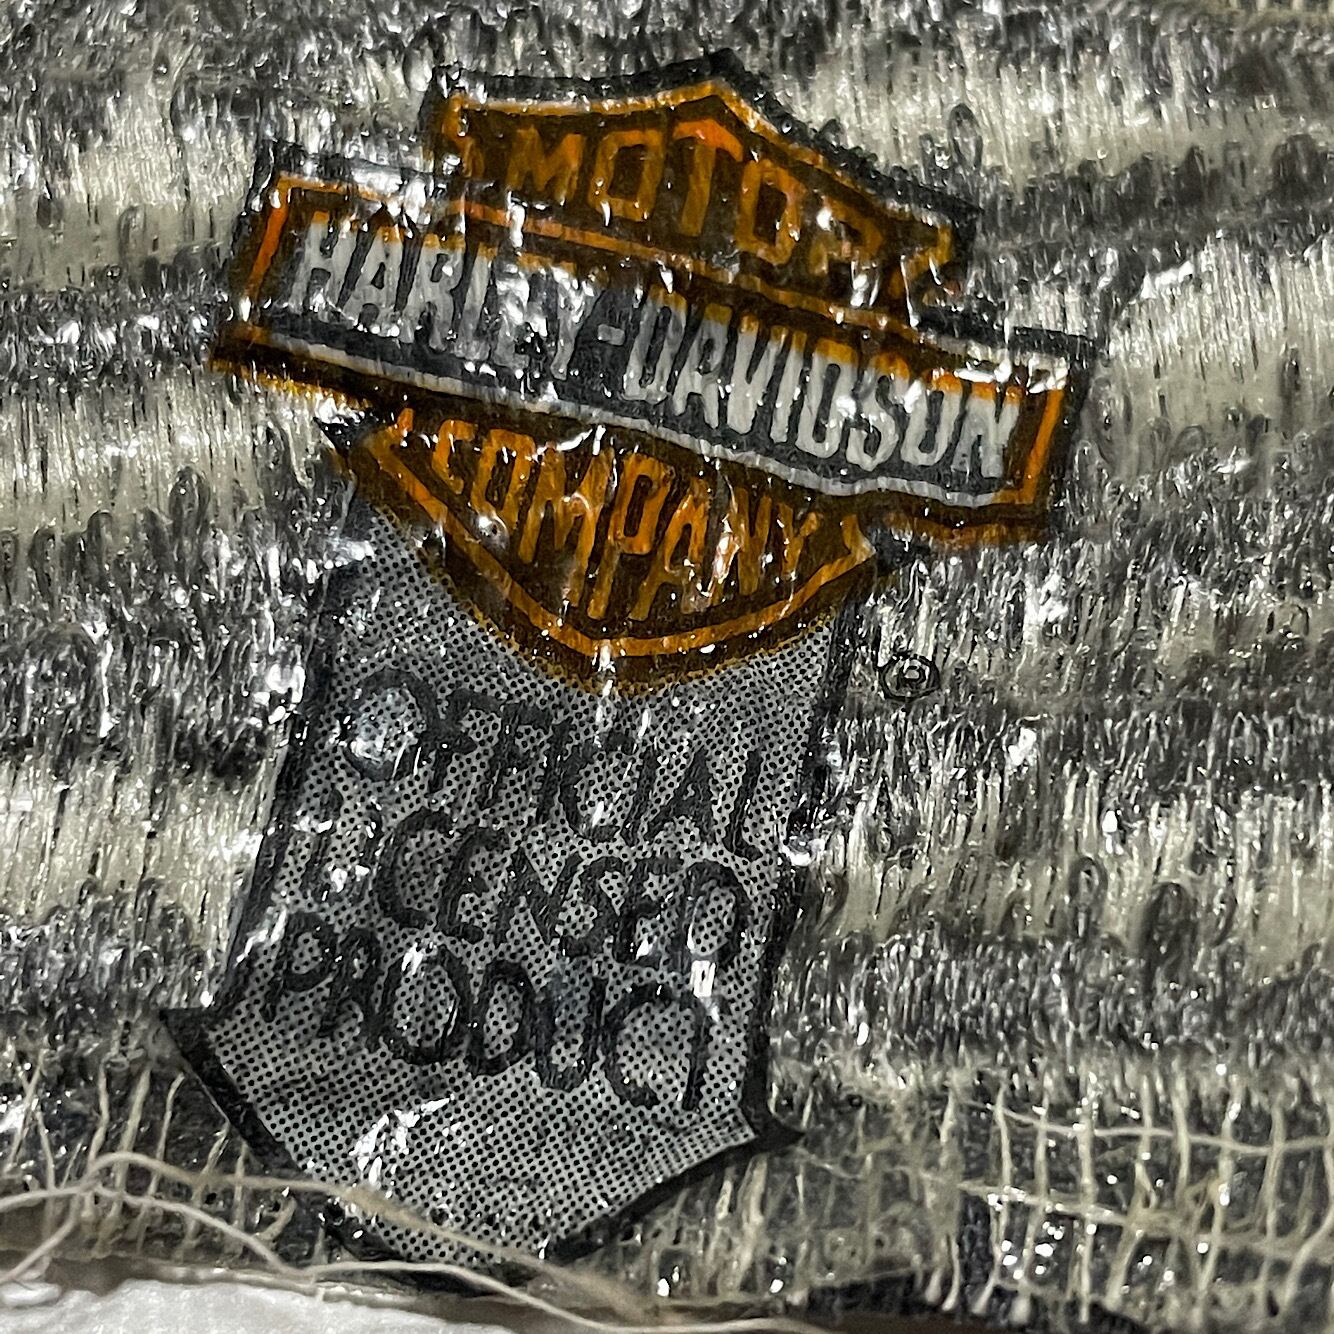 MOTOR
HARLEY-DAVIDSON
COMPANY
®
OFFICIAL
LICENSED
PRODUCT